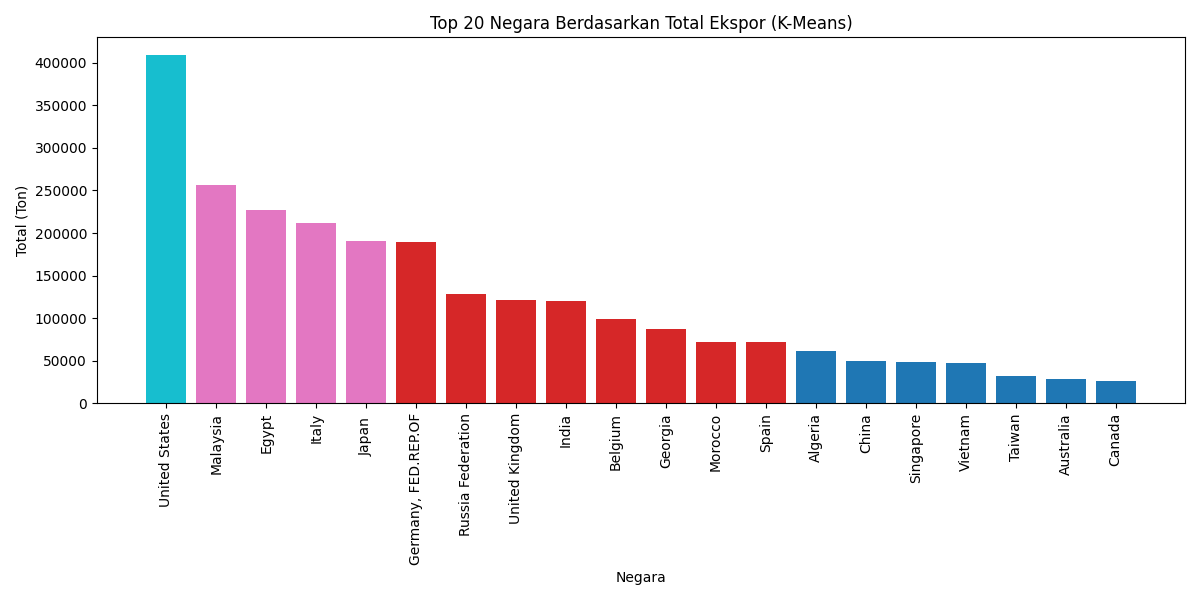 Top 20 Negara Berdasarkan Total Ekspor (K-Means)
Total (Ton)
400000
350000
300000
250000
200000
150000
100000
50000
0
United States
Malaysia
Egypt
Italy
Japan
Germany, FED.REP.OF
Russia Federation
United Kingdom
India
Belgium
Georgia
Morocco
Spain
Algeria
China
Singapore
Vietnam
Taiwan
Australia
Canada
Negara